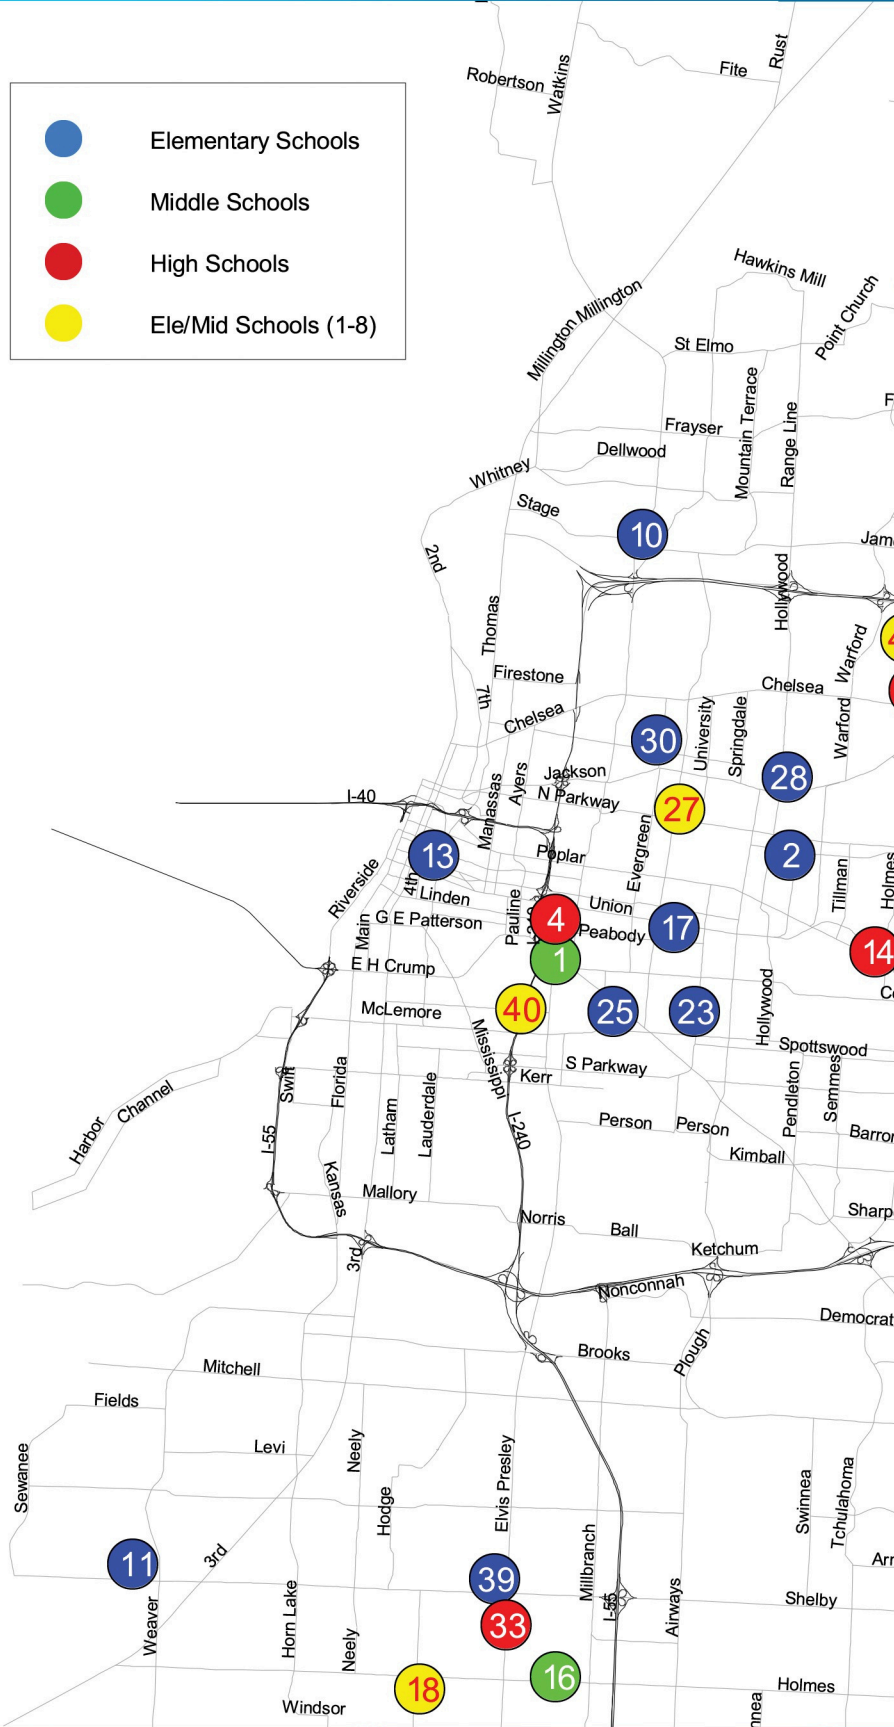 Robertson
Watkins
Fite
Rust
Elementary Schools
Middle Schools
High Schools
Ele/Mid Schools (1-8)
Hawkins Mill
Point Church
Millington Millington
St Elmo
Mountain Terrace
Range Line
Frayser
Dellwood
Whitney
Stage
10
2nd
Hollywood
Thomas
Warford
Firestone
7th
Chelsea
Chelsea
University
Springdale
Warford
30
28
Jackson
Ayers
Manassas
N Parkway
I-40
27
Evergreen
13
Poplar
2
Riverside
4th
Linden
Tillman
Holmes
Pauline
Union
4
Main
G E Patterson
Peabody
17
14
1
E H Crump
40
25
23
Hollywood
McLemore
Mississippi
Spottswood
S Parkway
Kerr
Swift
Florida
Pendleton
Semmes
Harbor
Channel
Latham
Lauderdale
I-240
Person
Person
I-55
Kimball
Kansas
Mallory
Norris
Ball
Ketchum
3rd
Nonconnah
Brooks
Plough
Mitchell
Fields
Levi
Neely
Sewanee
Elvis Presley
Hodge
Swinnea
Tchulahoma
3rd
11
39
Millbranch
I-55
Airways
Shelby
Weaver
Horn Lake
Neely
33
16
18
Holmes
Windsor